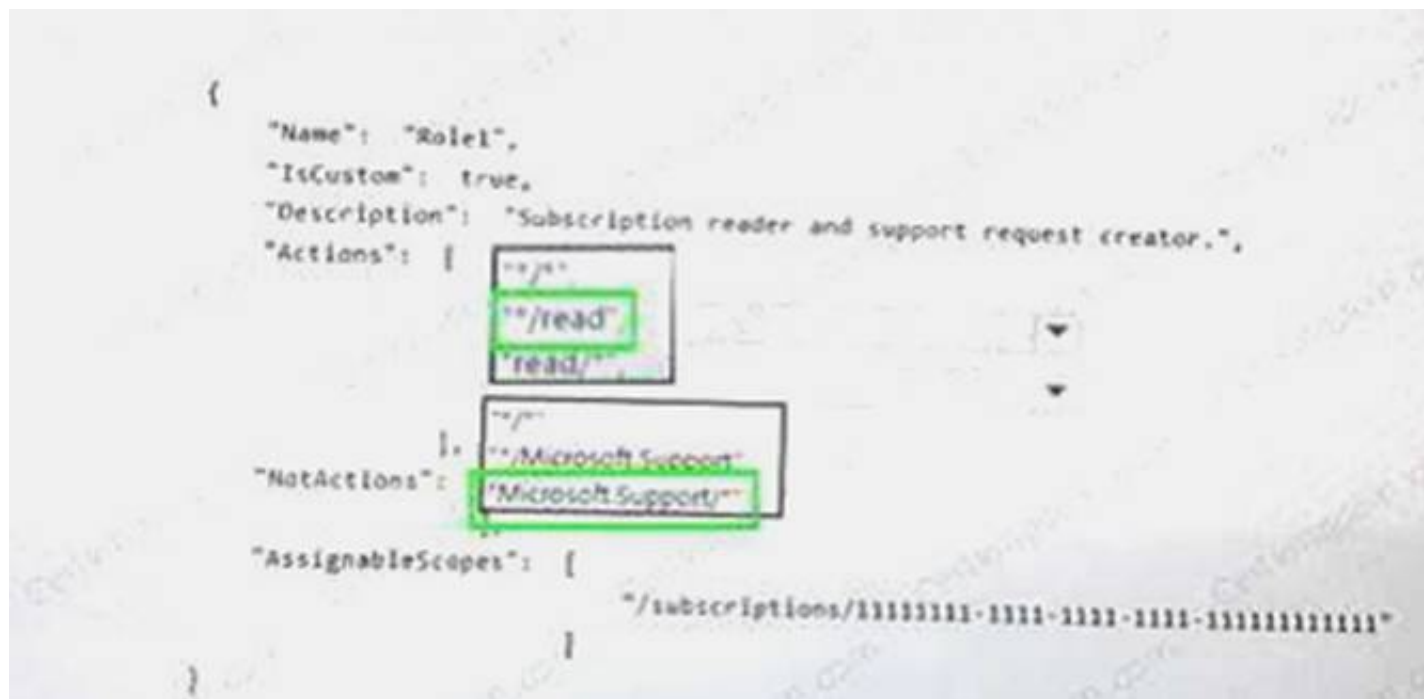 {
"Name": "Role1",
"IsCustom": true,
"Description": "Subscription reader and support request creator.",
"Actions": [
"*/*",
"*/read",
"read/*",
"*/*"
],
"*/Microsoft Support"
"NotActions":
"Microsoft Support/*"
"AssignableScopes": [
"/subscriptions/11111111-1111-1111-1111-111111111111"
]
}